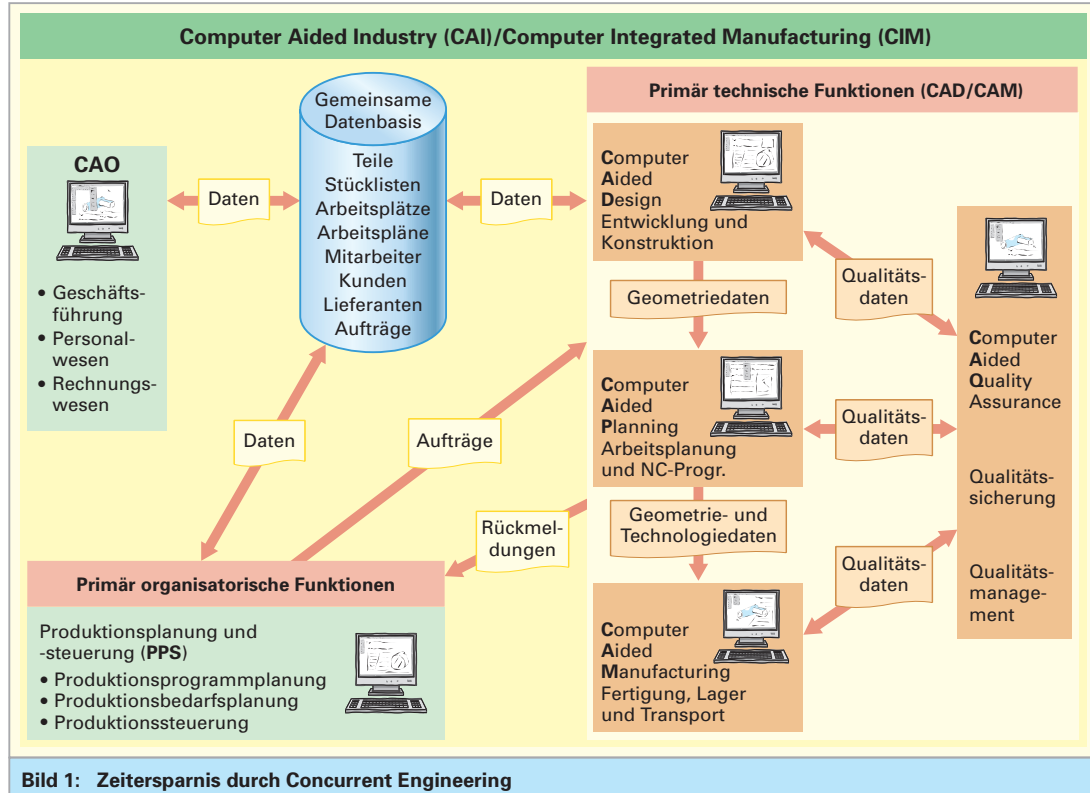 Computer Aided Industry (CAI)/Computer Integrated Manufacturing (CIM)
CAO
• Geschäfts-
führung
• Personal-
wesen
• Rechnungs-
wesen
Daten
Gemeinsame
Datenbasis
Teile
Stücklisten
Arbeitsplätze
Arbeitspläne
Mitarbeiter
Kunden
Lieferanten
Aufträge
Daten
Daten
Aufträge
Rückmel-
dungen
Primär organisatorische Funktionen
Produktionsplanung und
-steuerung (PPS)
• Produktionsprogrammplanung
• Produktionsbedarfsplanung
• Produktionssteuerung
Primär technische Funktionen (CAD/CAM)
Computer
Aided
Design
Entwicklung und
Konstruktion
Geometriedaten
Computer
Aided
Planning
Arbeitsplanung
und NC-Progr.
Geometrie- und
Technologiedaten
Computer
Aided
Manufacturing
Fertigung, Lager
und Transport
Qualitäts-
daten
Qualitäts-
daten
Qualitäts-
daten
Computer
Aided
Quality
Assurance
Qualitäts-
sicherung
Qualitäts-
manage-
ment
Bild 1: Zeitersparnis durch Concurrent Engineering